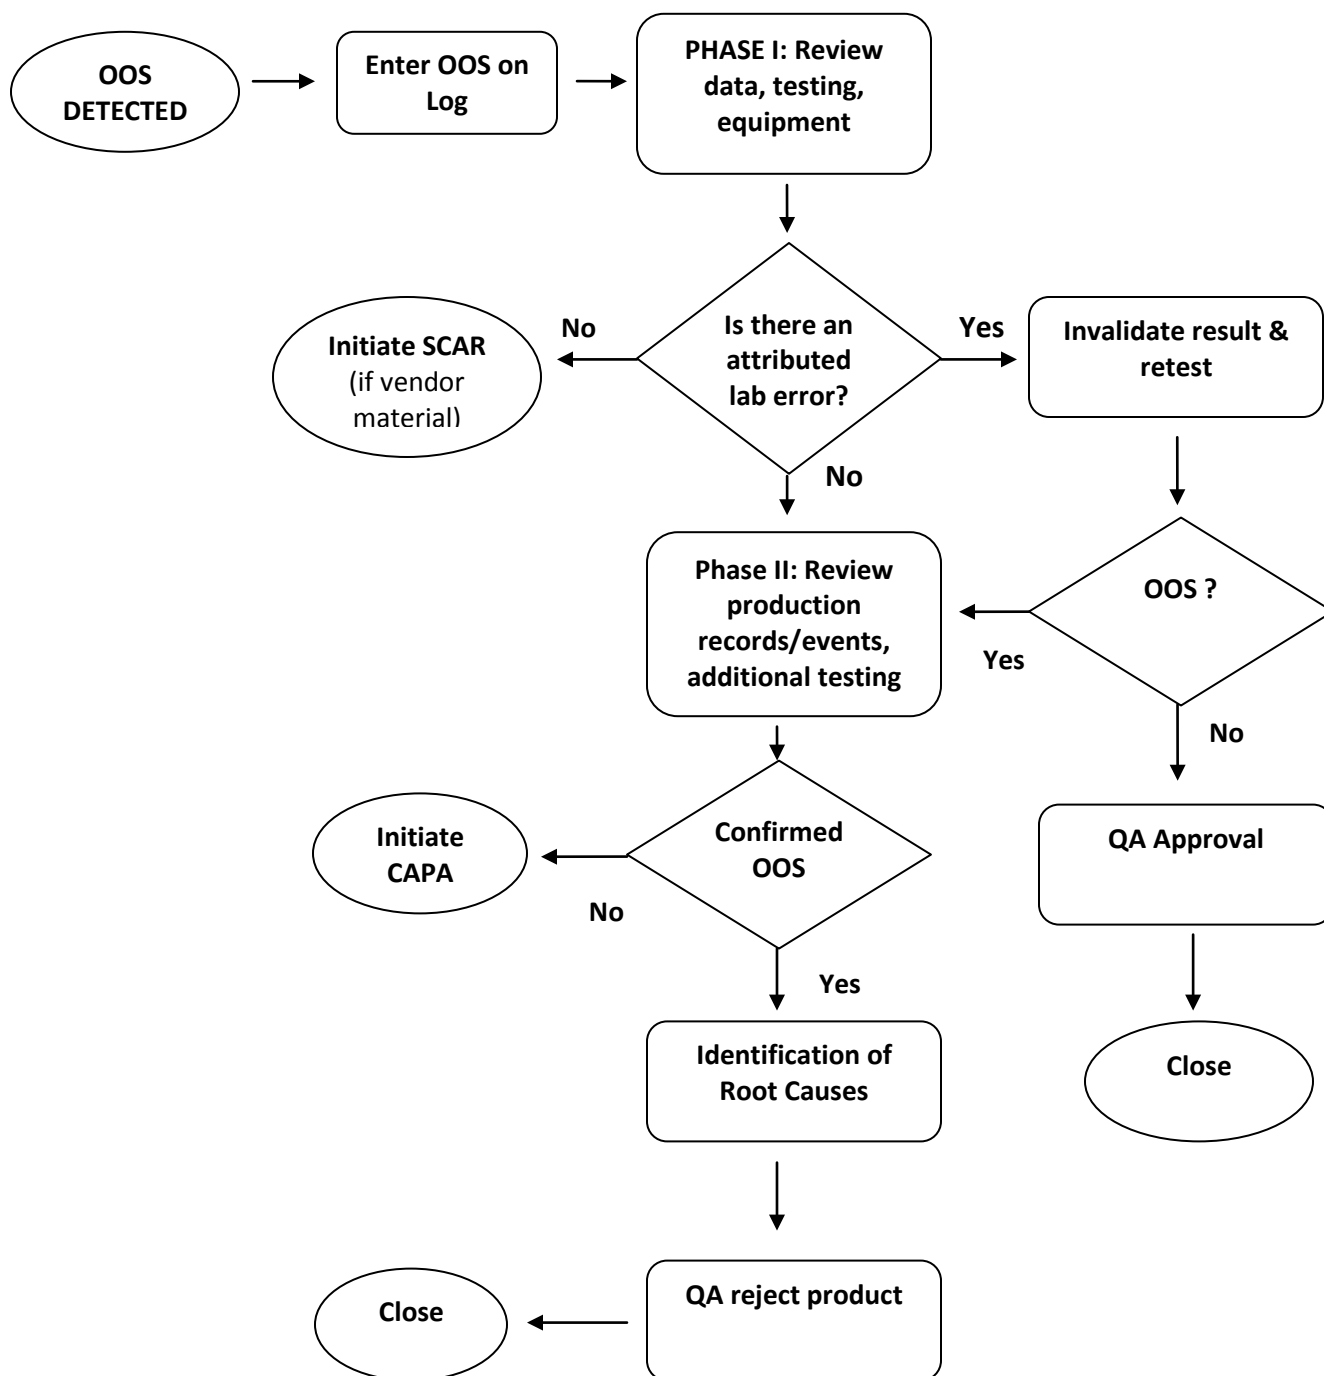 OOS
DETECTED
Enter OOS on
Log
PHASE I: Review
data, testing,
equipment
Is there an
attributed
lab error?
No
Initiate SCAR
(if vendor
material)
Yes
Invalidate result &
retest
No
OOS ?
Yes
No
Phase II: Review
production
records/events,
additional testing
Confirmed
OOS
No
Initiate
CAPA
Yes
QA Approval
Close
Identification of
Root Causes
QA reject product
Close